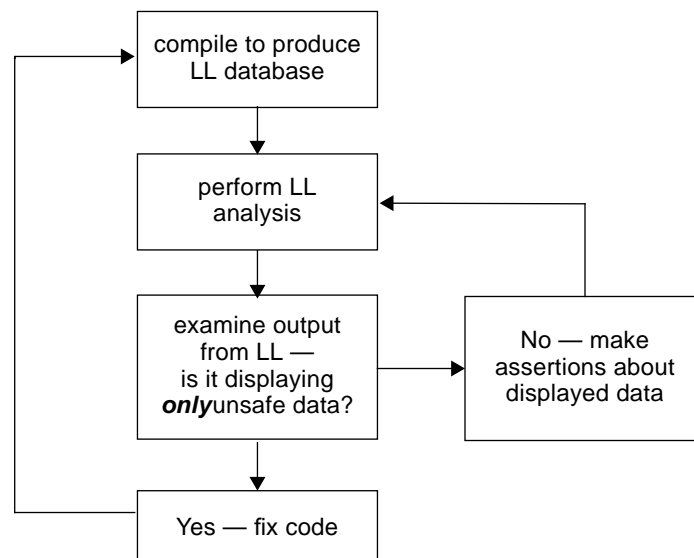 compile to produce
LL database
perform LL
analysis
examine output
from LL —
is it displaying
onlyunsafe data?
No — make
assertions about
displayed data
Yes — fix code